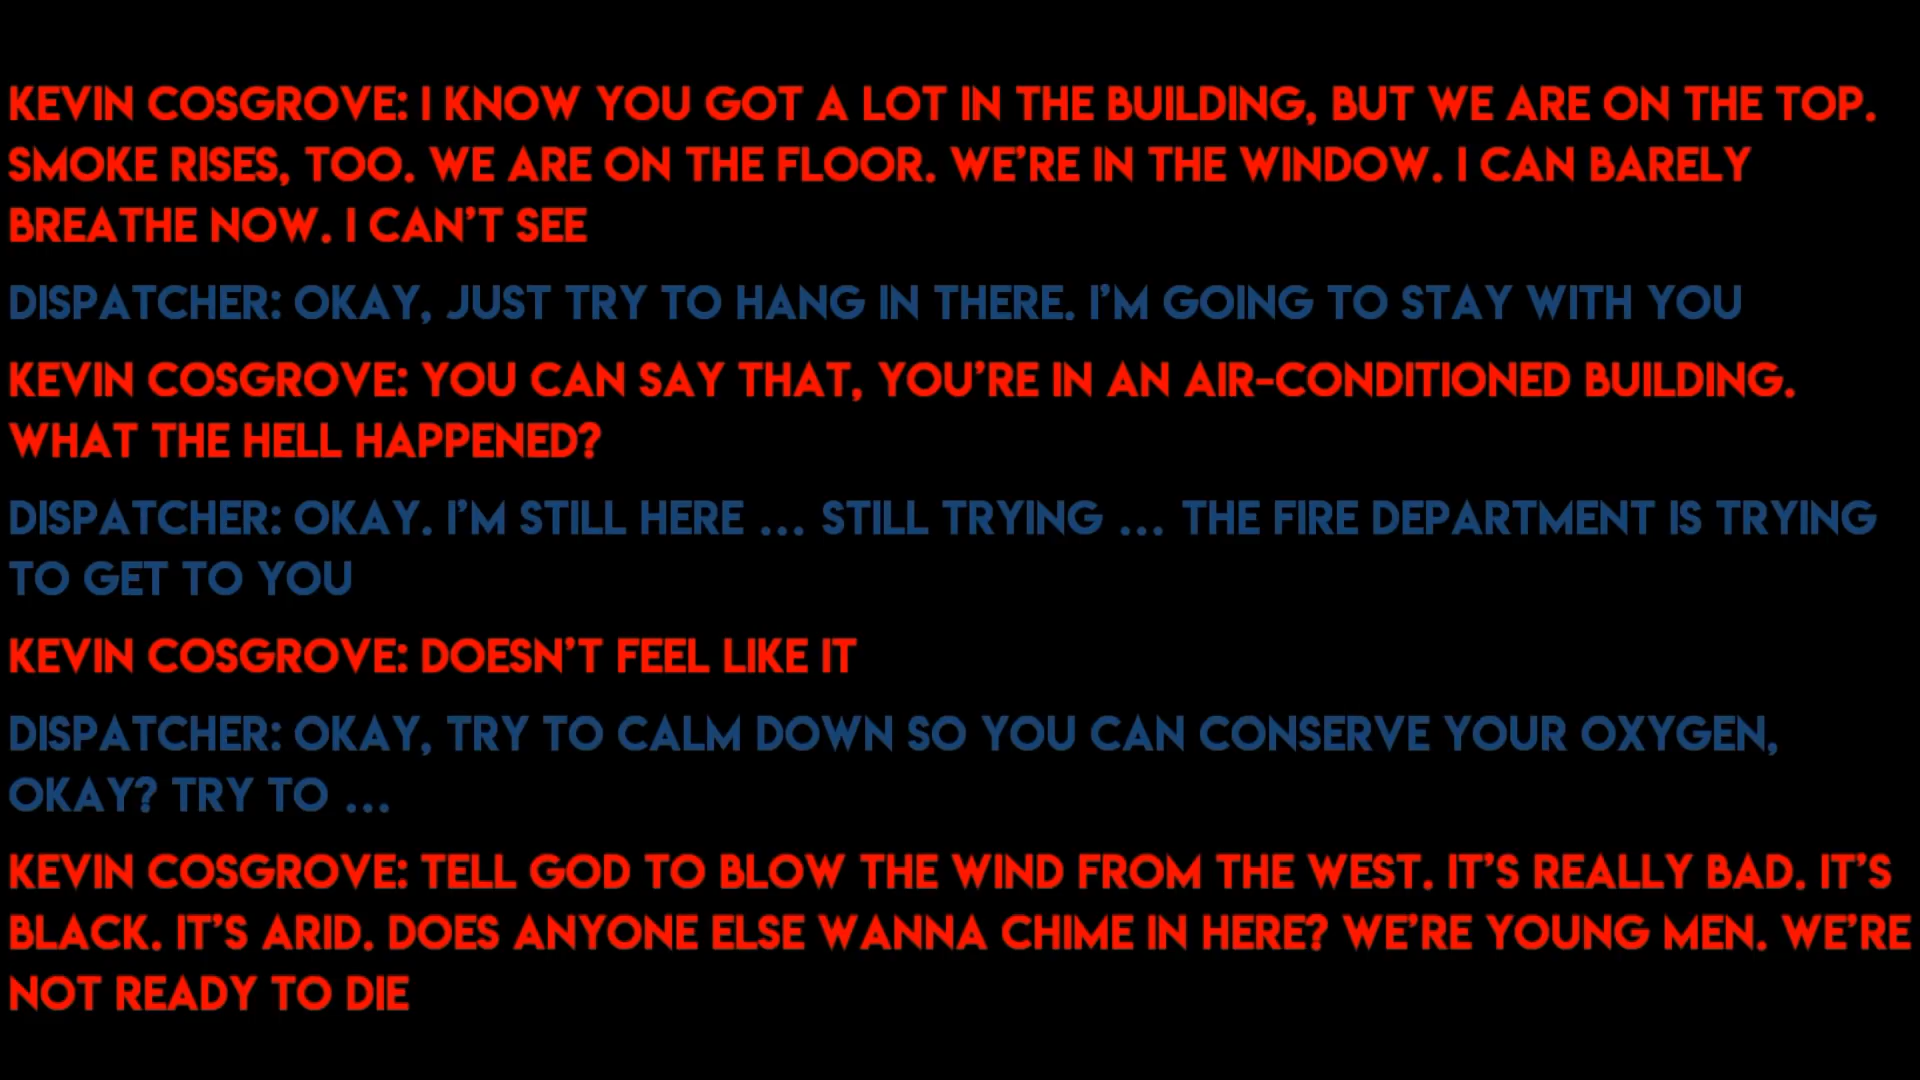 KEVIN COSGROVE: I KNOW YOU GOT A LOT IN THE BUILDING, BUT WE ARE ON THE TOP.
SMOKE RISES, TOO. WE ARE ON THE FLOOR. WE'RE IN THE WINDOW. I CAN BARELY
BREATHE NOW. I CAN'T SEE
DISPATCHER: OKAY, JUST TRY TO HANG IN THERE. I'M GOING TO STAY WITH YOU
KEVIN COSGROVE: YOU CAN SAY THAT, YOU'RE IN AN AIR-CONDITIONED BUILDING.
WHAT THE HELL HAPPENED?
DISPATCHER: OKAY. I'M STILL HERE ... STILL TRYING ... THE FIRE DEPARTMENT IS TRYING
TO GET TO YOU
KEVIN COSGROVE: DOESN'T FEEL LIKE IT
DISPATCHER: OKAY, TRY TO CALM DOWN SO YOU CAN CONSERVE YOUR OXYGEN,
OKAY? TRY TO ...
KEVIN COSGROVE: TELL GOD TO BLOW THE WIND FROM THE WEST. IT'S REALLY BAD. IT'S
BLACK. IT'S ARID. DOES ANYONE ELSE WANNA CHIME IN HERE? WE'RE YOUNG MEN. WE'RE
NOT READY TO DIE